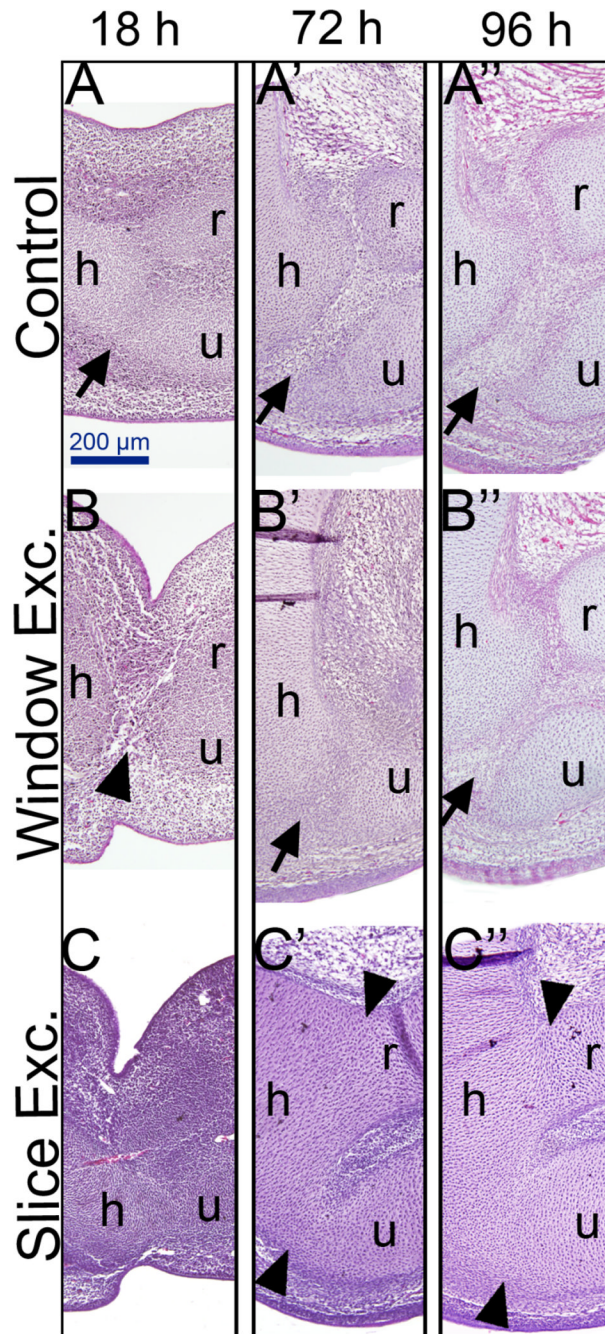 18 h 72 h 96 h
Control
A A' A''
r r r
h h h
u u u
200 µm
Window Exc.
B B' B''
h r h h r
u u u
Slice Exc.
C C' C''
r r
h h h
u u u